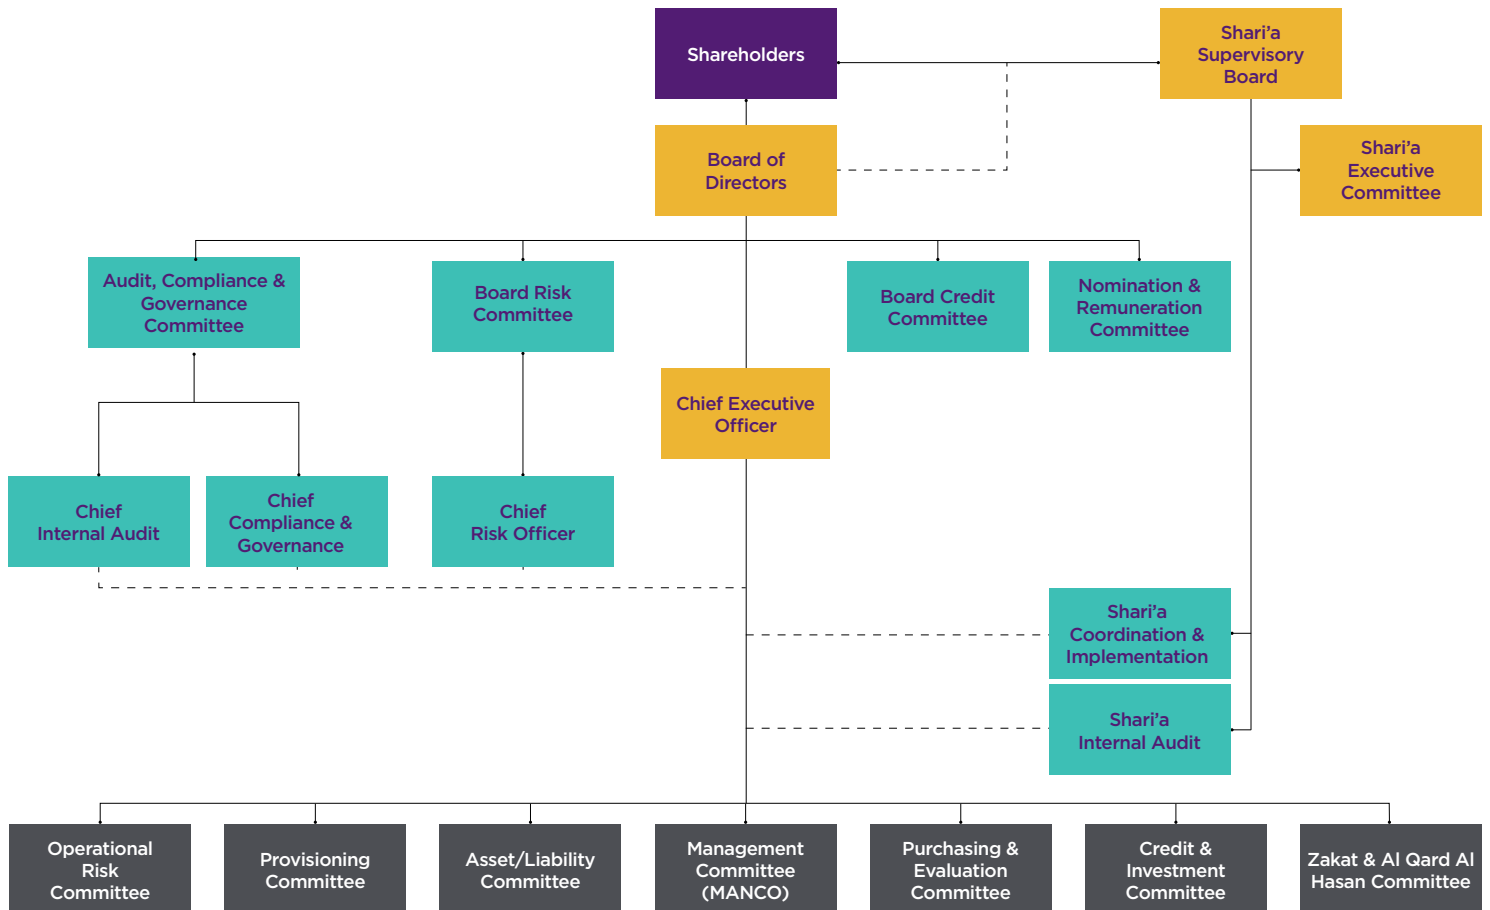 Shareholders
Shari’a
Supervisory
Board
Board of
Directors
Shari’a
Executive
Committee
Audit, Compliance &
Governance
Committee
Board Risk
Committee
Board Credit
Committee
Nomination &
Remuneration
Committee
Chief Executive
Officer
Chief
Internal Audit
Chief
Compliance &
Governance
Chief
Risk Officer
Shari’a
Coordination &
Implementation
Shari’a
Internal Audit
Operational
Risk
Committee
Provisioning
Committee
Asset/Liability
Committee
Management
Committee
(MANCO)
Purchasing &
Evaluation
Committee
Credit &
Investment
Committee
Zakat & Al Qard Al
Hasan Committee